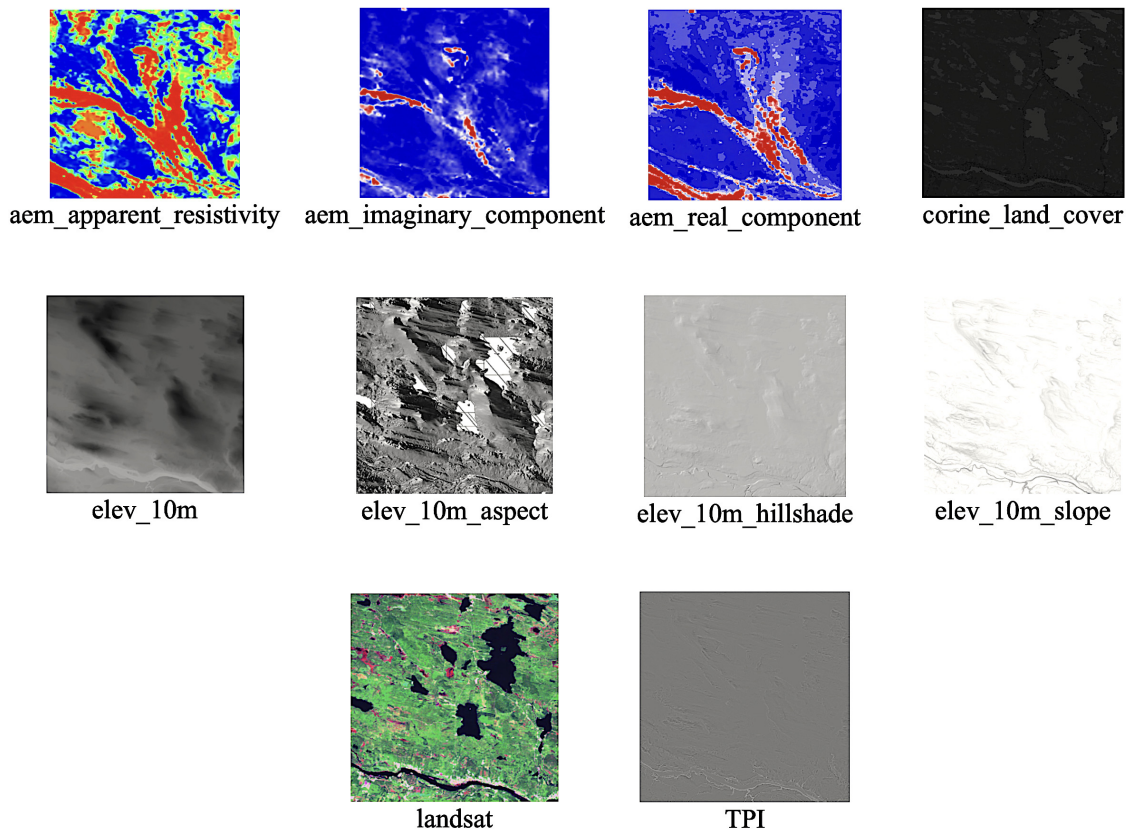 aem_apparent_resistivity
aem_imaginary_component
aem_real_component
corine_land_cover
elev_10m
elev_10m_aspect
elev_10m_hillshade
elev_10m_slope
landsat
TPI